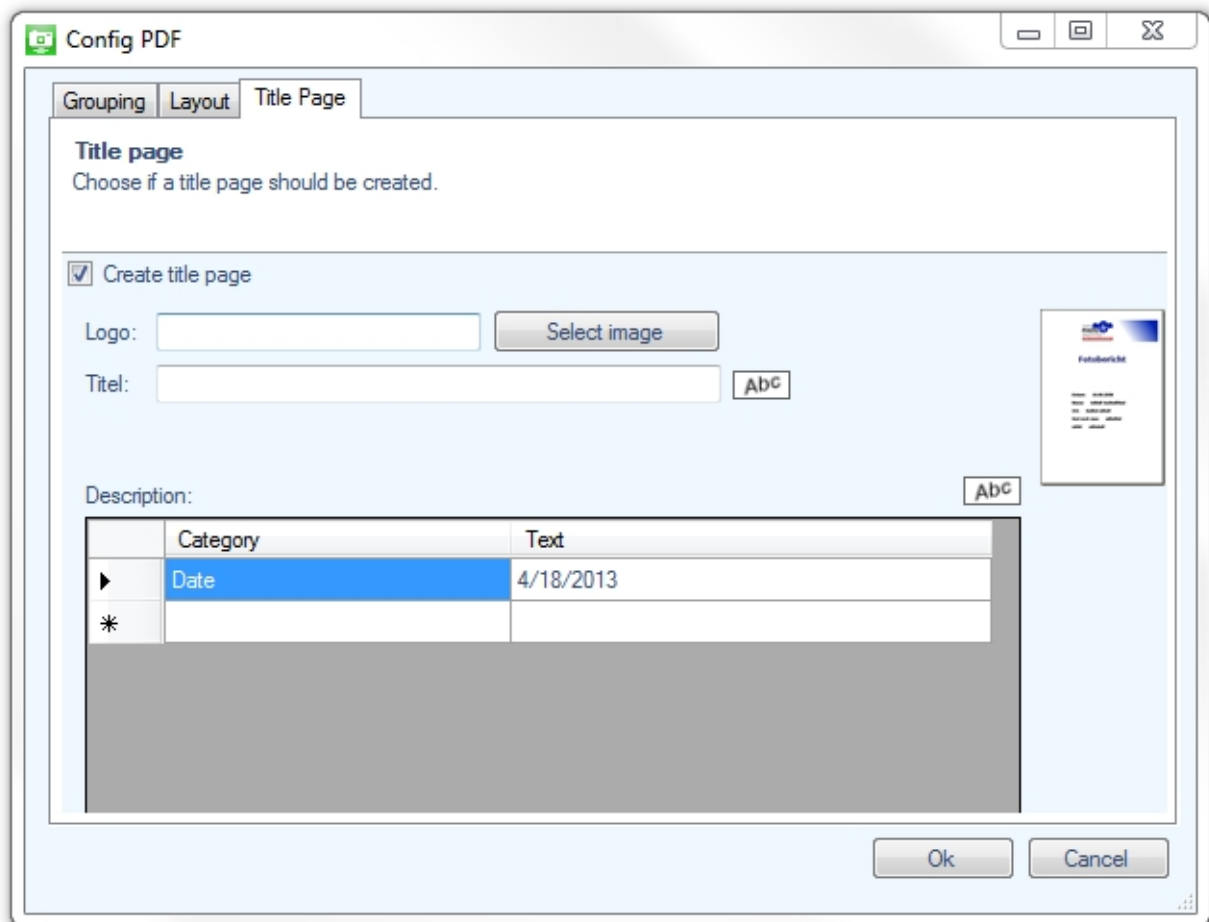 Config PDF
Grouping Layout Title Page
Title page
Choose if a title page should be created.
Create title page
Logo: Select image
Titel: Abc
Fotobericht
Description: Abc
Category Text
Date 4/18/2013
Ok Cancel